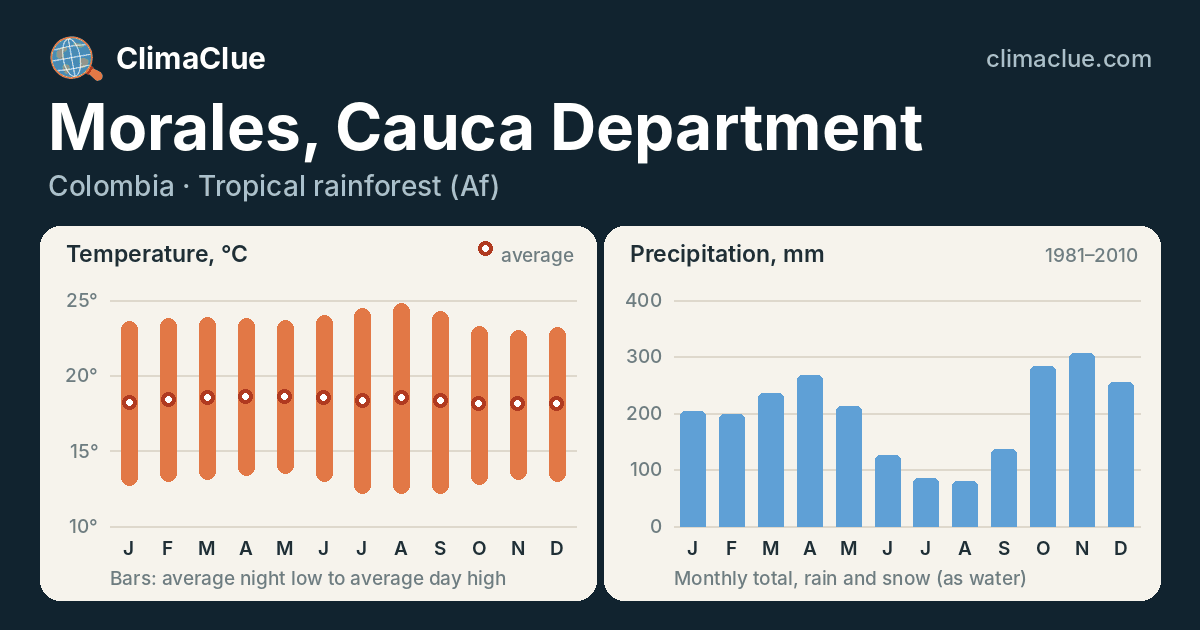 ClimaClue
climaclue.com
Morales, Cauca Department
Colombia · Tropical rainforest (Af)
Temperature, °C
average
25°
20°
15°
10°
J F M A M J J A S O N D
Bars: average night low to average day high
Precipitation, mm
1981–2010
400
300
200
100
0
J F M A M J J A S O N D
Monthly total, rain and snow (as water)